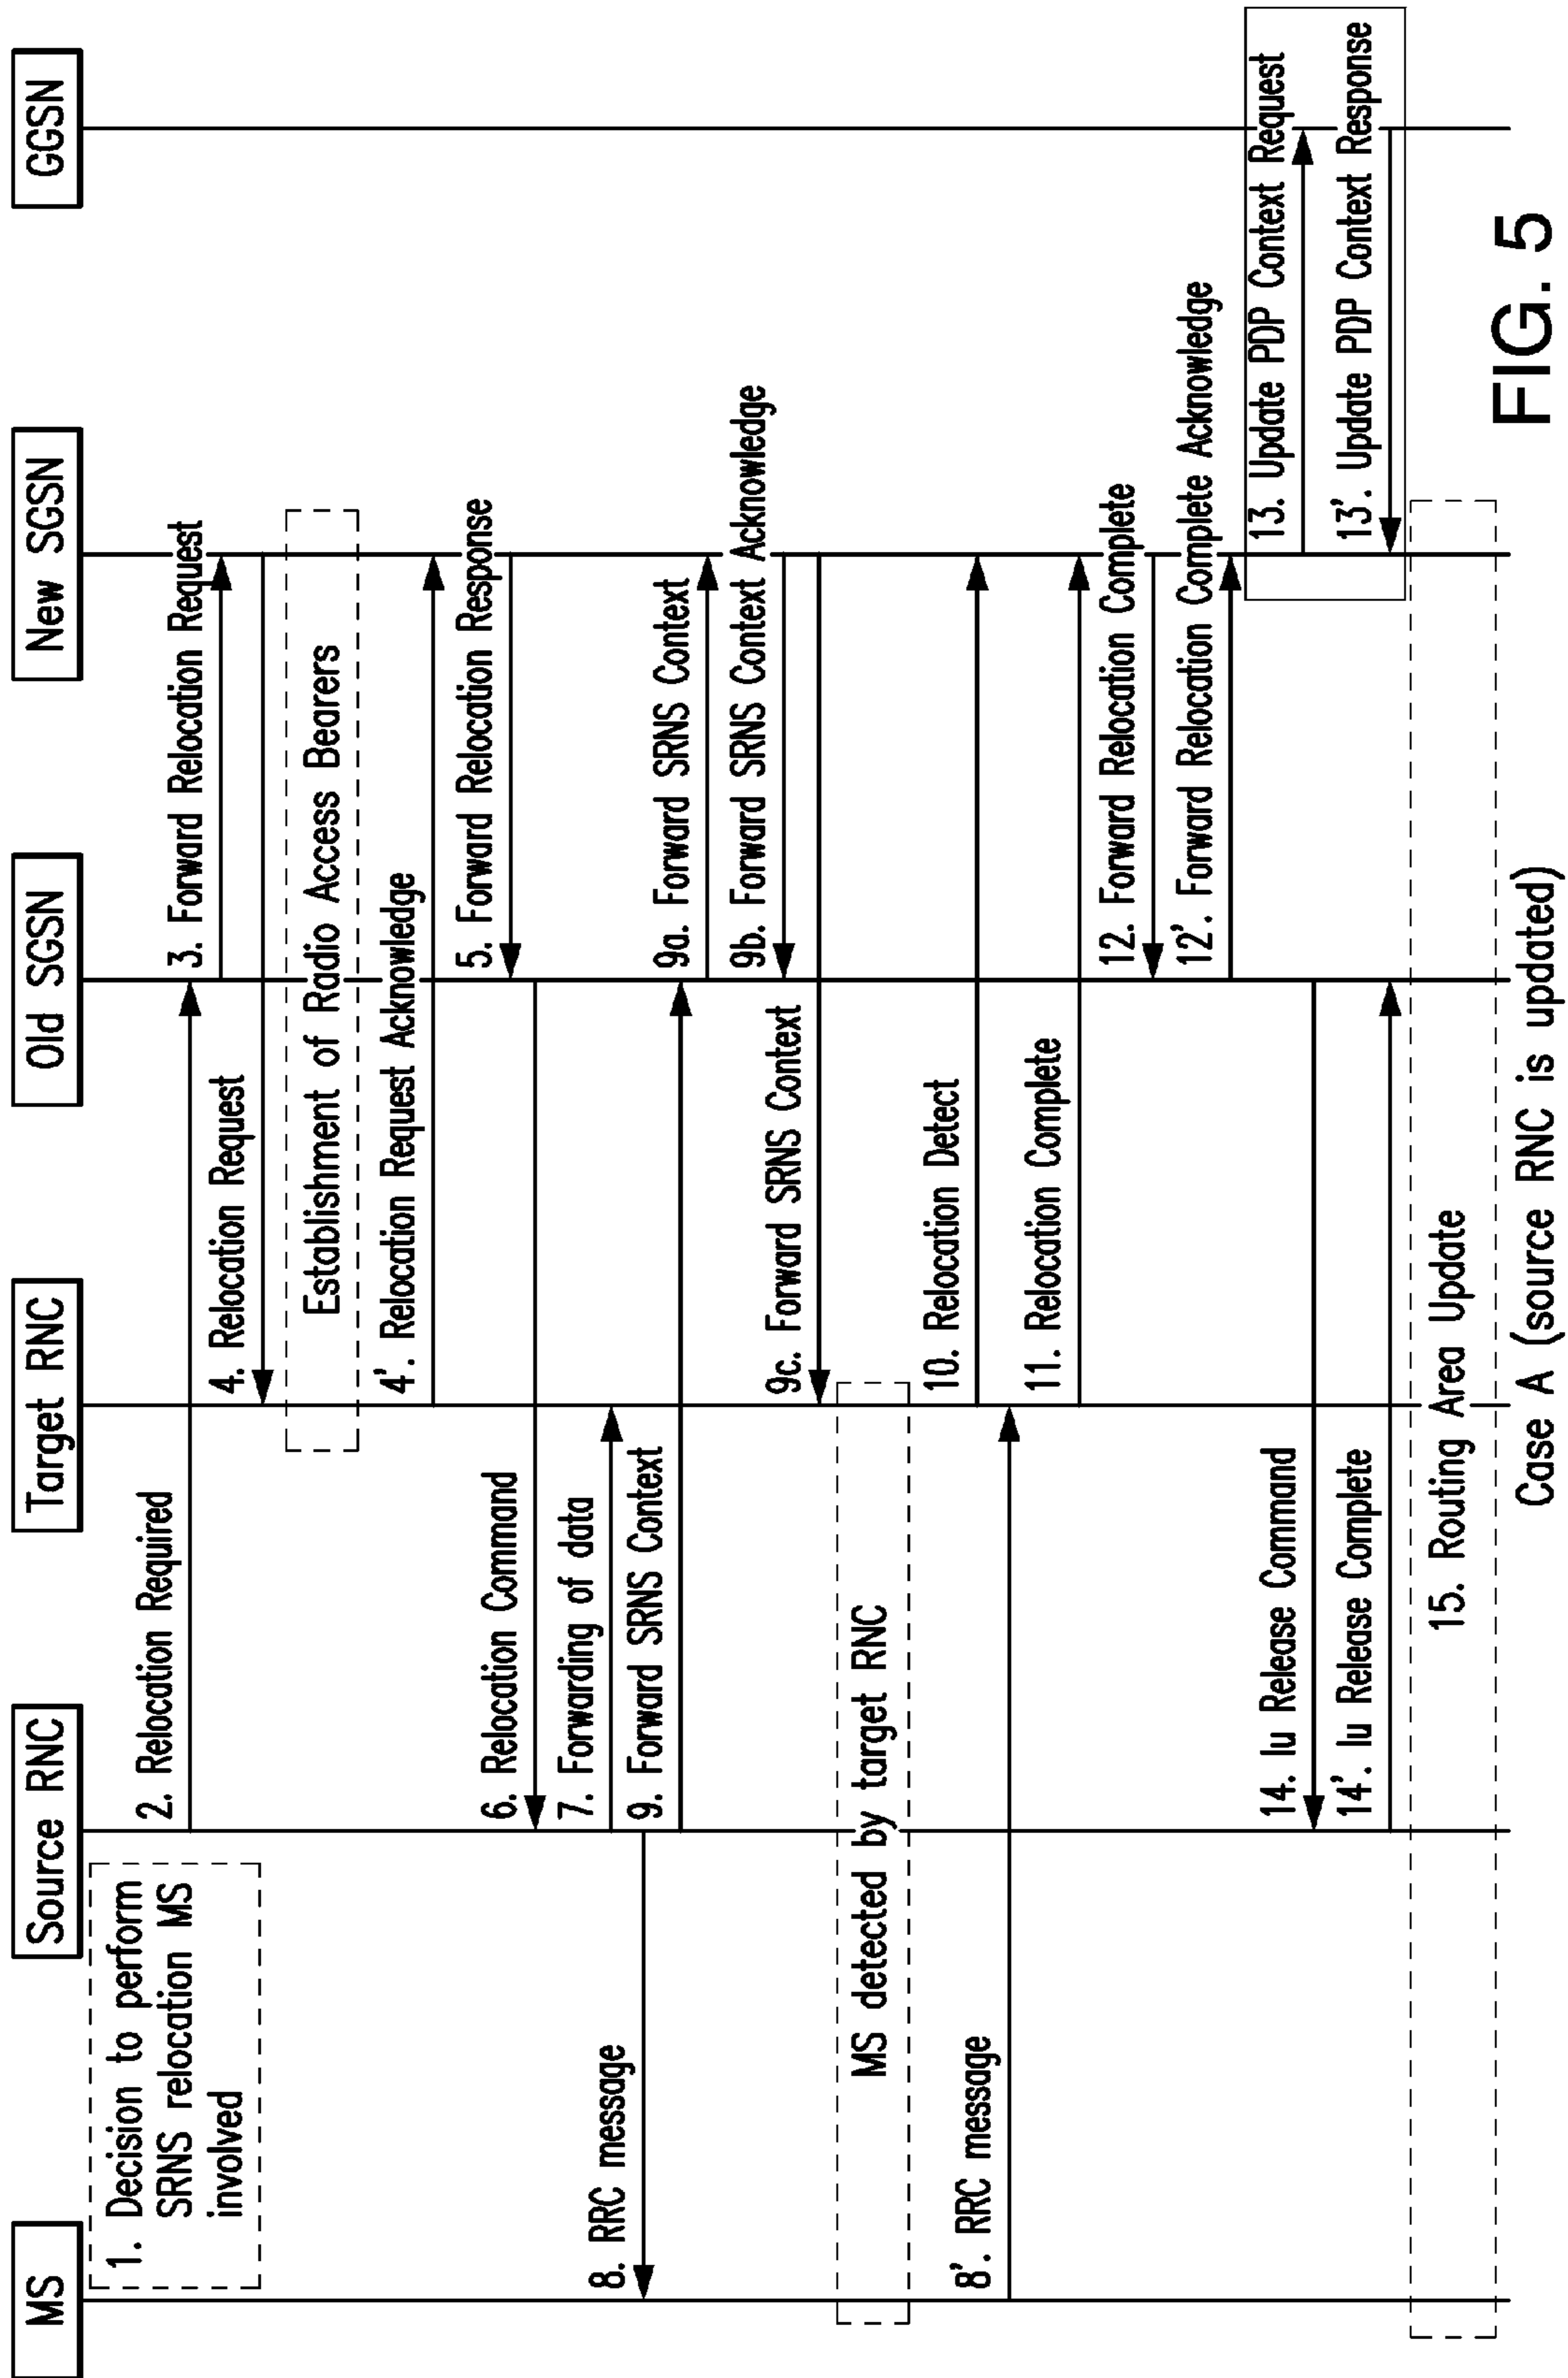 MS
Source RNC
Target RNC
Old SGSN
New SGSN
GGSN
1. Decision to perform
SRNS relocation MS
involved
2. Relocation Required
3. Forward Relocation Request
4. Relocation Request
Establishment of Radio Access Bearers
4'. Relocation Request Acknowledge
5. Forward Relocation Response
6. Relocation Command
7. Forwarding of data
8. RRC message
9. Forward SRNS Context
9a. Forward SRNS Context
9b. Forward SRNS Context Acknowledge
9c. Forward SRNS Context
MS detected by target RNC
10. Relocation Detect
8'. RRC message
11. Relocation Complete
12. Forward Relocation Complete
12'. Forward Relocation Complete Acknowledge
13. Update PDP Context Request
14. Iu Release Command
13'. Update PDP Context Response
14'. Iu Release Complete
15. Routing Area Update
Case A (source RNC is updated)
FIG. 5